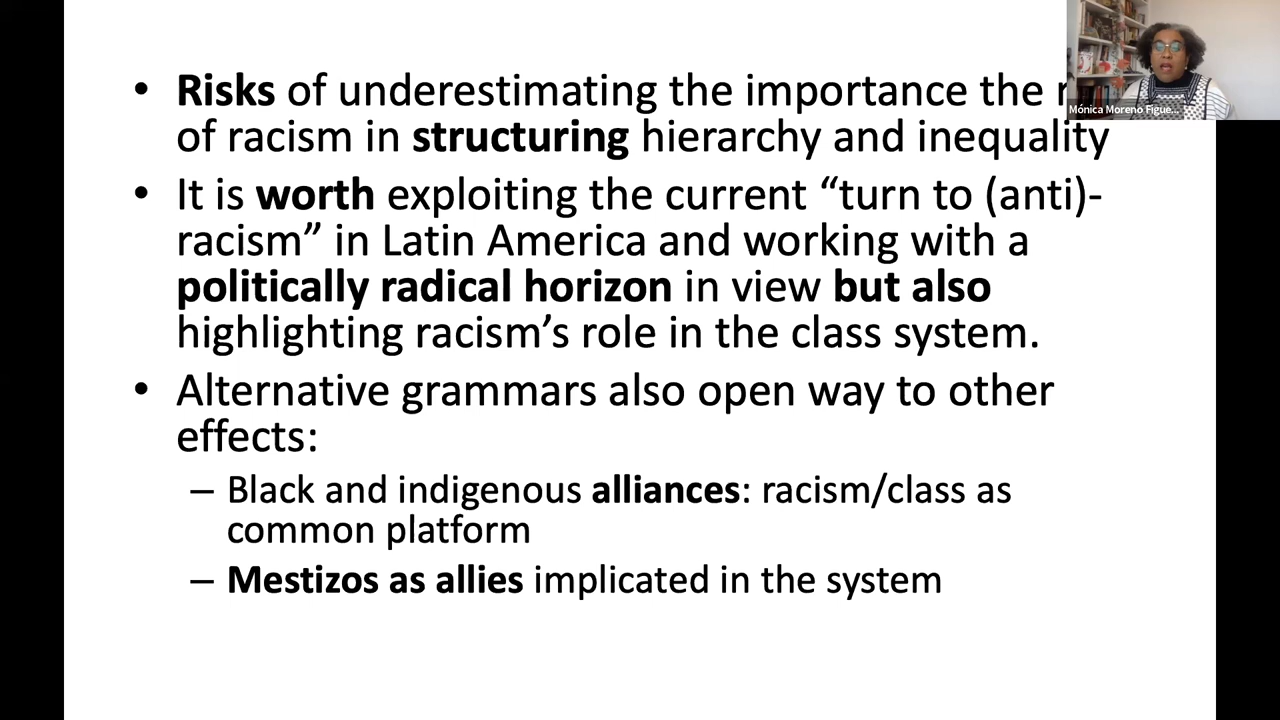 • Risks of underestimating the importance the
of racism in structuring hierarchy and inequality
• It is worth exploiting the current “turn to (anti)-
racism” in Latin America and working with a
politically radical horizon in view but also
highlighting racism’s role in the class system.
• Alternative grammars also open way to other
effects:
– Black and indigenous alliances: racism/class as
common platform
– Mestizos as allies implicated in the system
Mónica Moreno Figue...